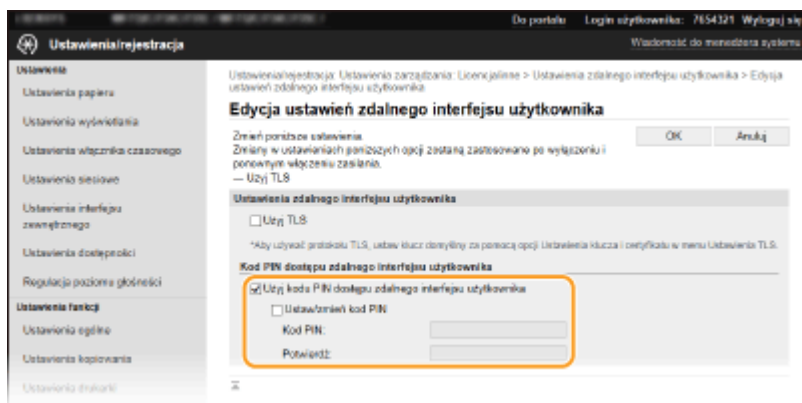 Do portalu Login użytkownika: 7654321 Wyloguj się
Ustawienia/rejestracja
Wiadomość do menedżera systemu
Ustawienia
Ustawienia papieru
Ustawienia wyświetlania
Ustawienia włącznika czasowego
Ustawienia sieciowe
Ustawienia interfejsu
zewnętrznego
Ustawienia dostępności
Regulacja poziomu głośności
Ustawienia funkcji
Ustawienia ogólne
Ustawienia kopiowania
Ustawienia drukarki
Ustawienia/rejestracja: Ustawienia zarządzania: Licencja/inne > Ustawienia zdalnego interfejsu użytkownika > Edycja
ustawień zdalnego interfejsu użytkownika
Edycja ustawień zdalnego interfejsu użytkownika
Zmień poniższe ustawienia.
OK Anuluj
Zmiany w ustawieniach poniższych opcji zostaną zastosowane po wyłączeniu i
ponownym włączeniu zasilania.
— Użyj TLS
Ustawienia zdalnego interfejsu użytkownika
Użyj TLS
*Aby używać protokołu TLS, ustaw klucz domyślny za pomocą opcji Ustawienia klucza i certyfikatu w menu Ustawienia TLS.
Kod PIN dostępu zdalnego interfejsu użytkownika
Użyj kodu PIN dostępu zdalnego interfejsu użytkownika
Ustaw/zmień kod PIN
Kod PIN:
Potwierdź: